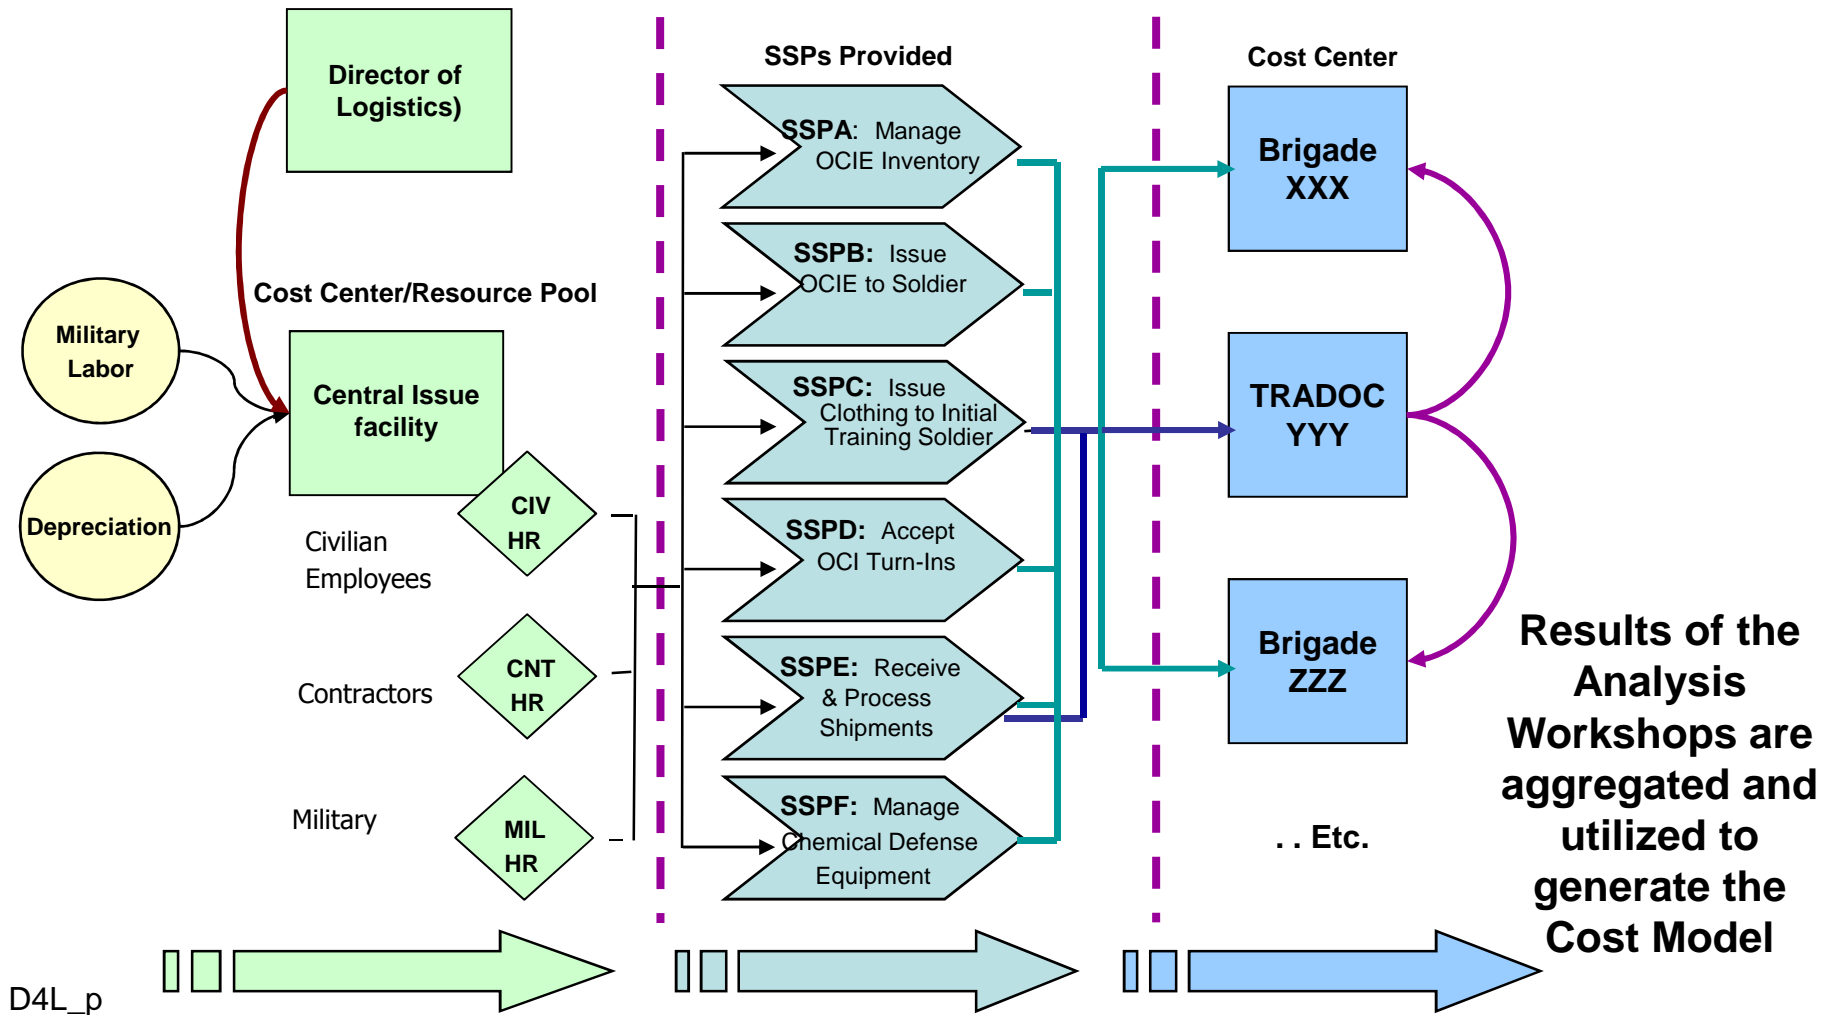 Director of
Logistics)
Military
Labor
Depreciation
Cost Center/Resource Pool
Central Issue
facility
CIV
HR
Civilian
Employees
CNT
HR
Contractors
MIL
HR
Military
SSPs Provided
SSPA: Manage
OCIE Inventory
SSPB: Issue
OCIE to Soldier
SSPC: Issue
Clothing to Initial
Training Soldier
SSPD: Accept
OCI Turn-Ins
SSPE: Receive
& Process
Shipments
SSPF: Manage
Chemical Defense
Equipment
Cost Center
Brigade
XXX
TRADOC
YYY
Brigade
ZZZ
. . Etc.
Results of the
Analysis
Workshops are
aggregated and
utilized to
generate the
Cost Model
D4L_p